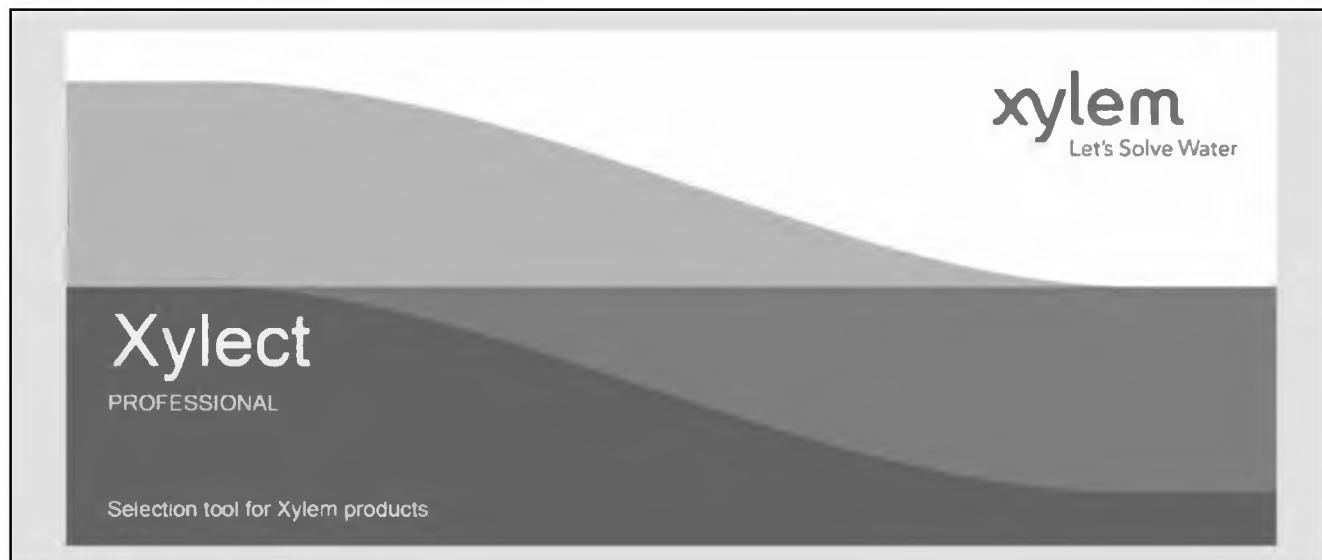 xylem
Let's Solve Water
Xylect
PROFESSIONAL
Selection tool for Xylem products